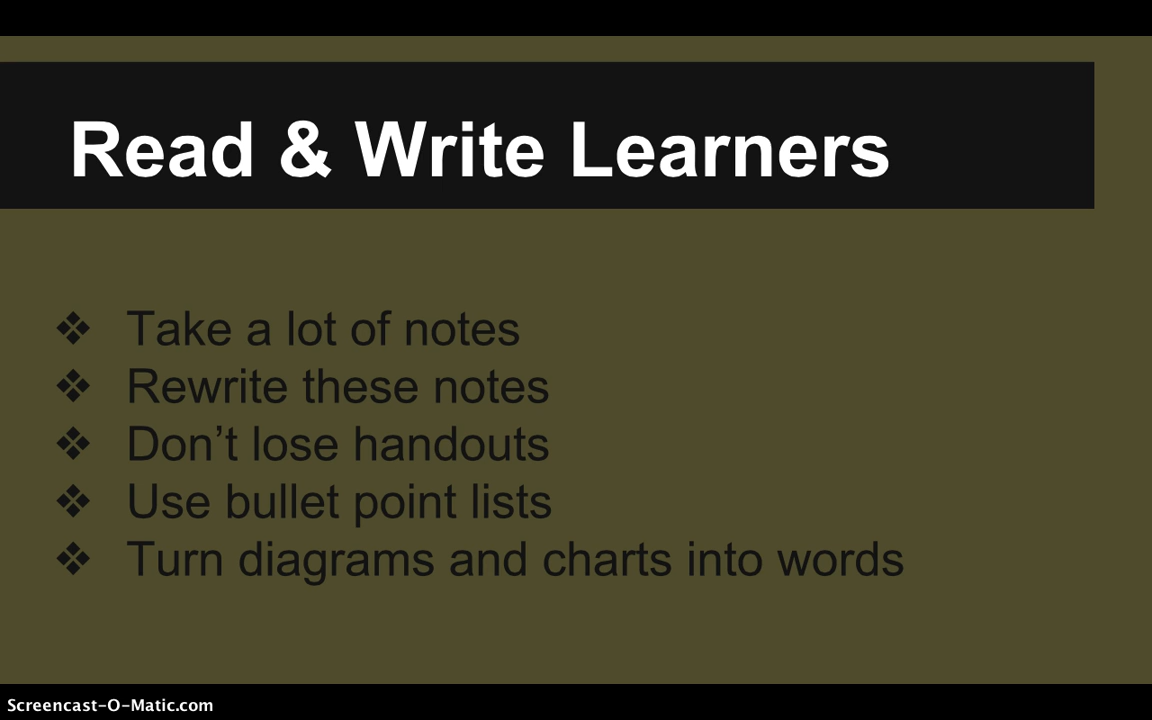 Read & Write Learners
❖ Take a lot of notes
❖ Rewrite these notes
❖ Don’t lose handouts
❖ Use bullet point lists
❖ Turn diagrams and charts into words
Screencast-O-Matic.com